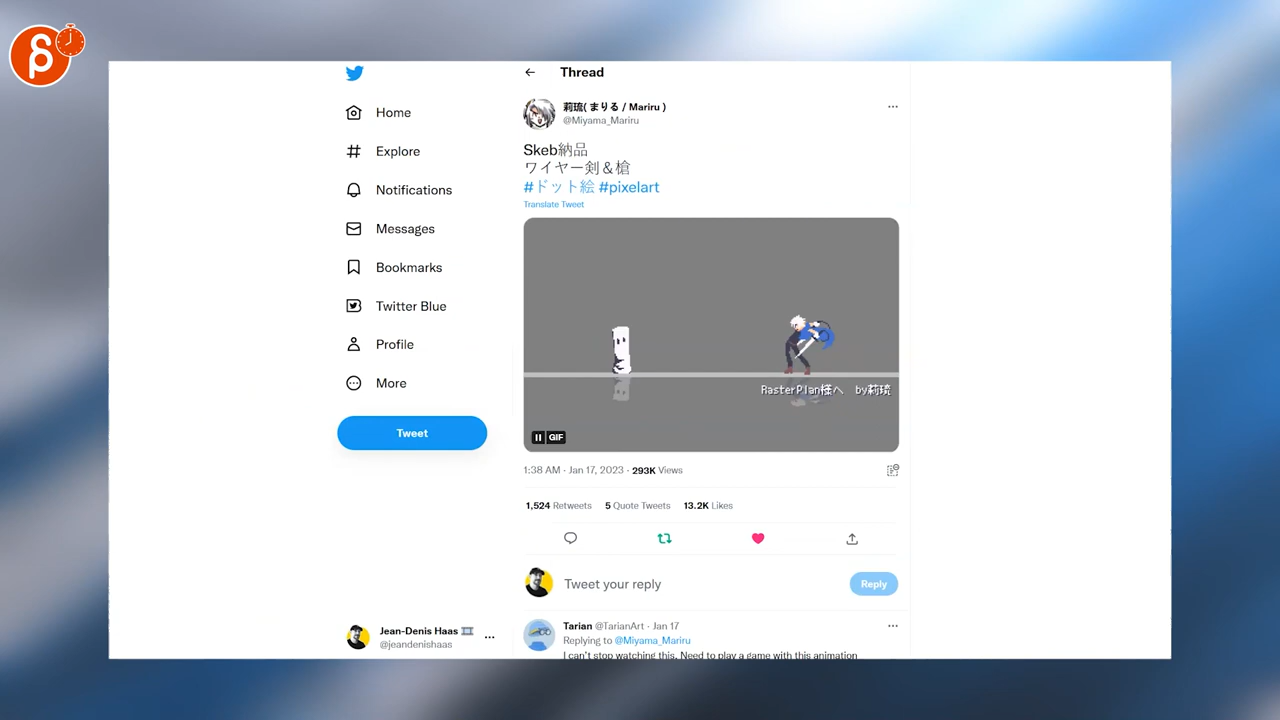 Thread
莉琉( まりる / Mariru )
@Miyama_Mariru
Home
Explore
Notifications
Messages
Bookmarks
Twitter Blue
Profile
More
Tweet
Skeb納品
ワイヤー剣＆槍
#ドット絵 #pixelart
Translate Tweet
RasterPlan様へ by莉琉
GIF
1:38 AM · Jan 17, 2023 · 293K Views
1,524 Retweets 5 Quote Tweets 13.2K Likes
Tweet your reply
Reply
Jean-Denis Haas
@jeandenishaas
Tarian @TarianArt · Jan 17
Replying to @Miyama_Mariru
I can't stop watching this. Need to play a game with this animation